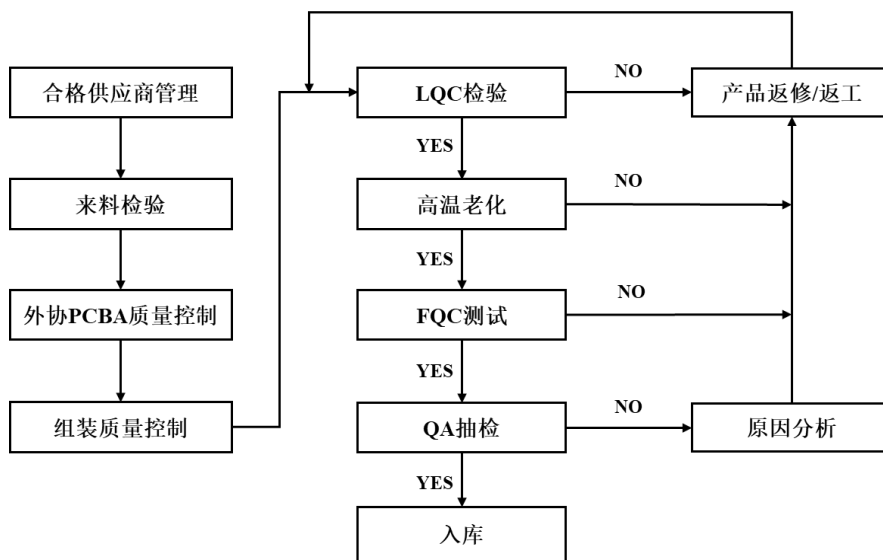 合格供应商管理
来料检验
外协PCBA质量控制
组装质量控制
LQC检验
NO
产品返修/返工
YES
高温老化
NO
YES
FQC测试
NO
YES
QA抽检
NO
原因分析
YES
入库